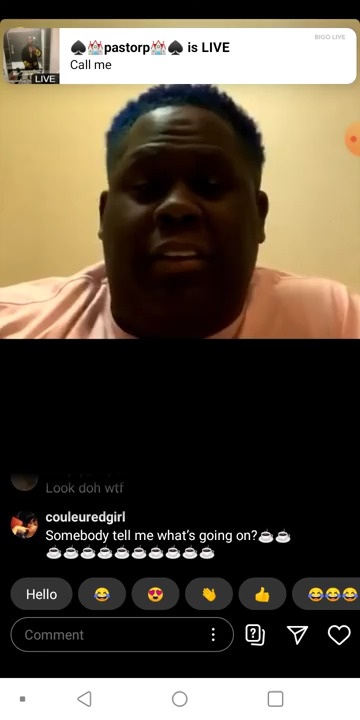 BIGO LIVE
♠️👯pastorp👯♠️ is LIVE
LIVE
Call me
Look doh wtf
couleuredgirl
Somebody tell me what's going on?☕☕
☕☕☕☕☕☕☕☕☕☕
Hello
Comment